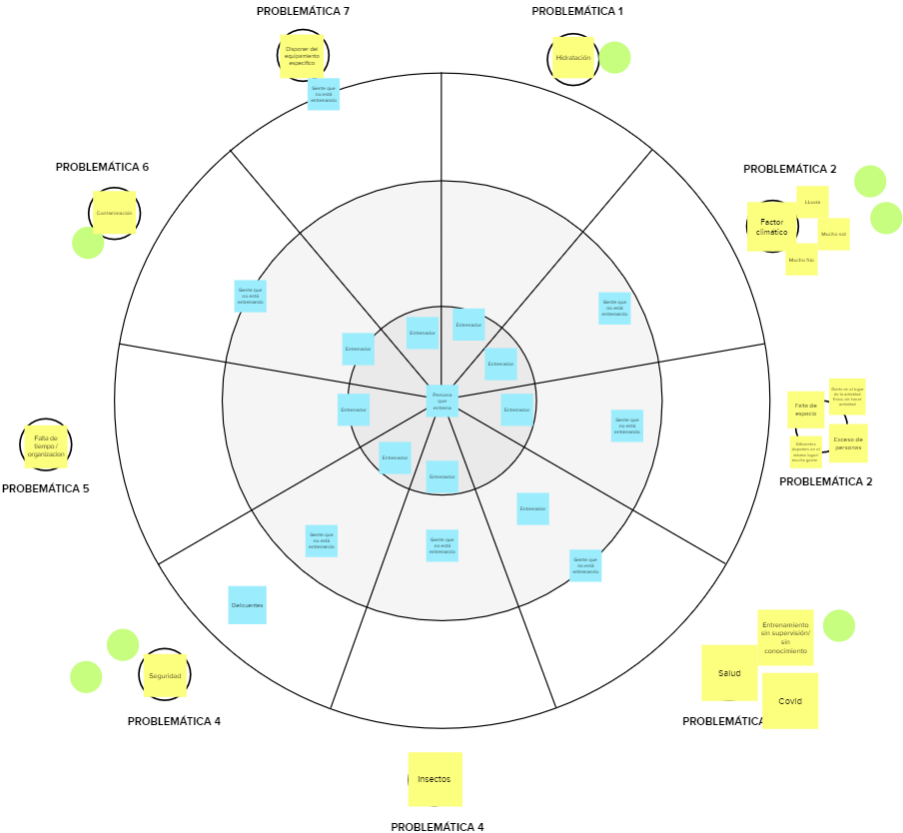 PROBLEMÁTICA 7
PROBLEMÁTICA 1
Disponer del
equipamiento
específico
Hidratación
Gente que
no está
entrenando
PROBLEMÁTICA 6
PROBLEMÁTICA 2
Contaminación
Factor
climático
LLuvia
Mucho sol
Mucho frio
Gente que
no está
entrenando
Gente que
no está
entrenando
Entrenador
Entrenador
Entrenador
Entrenador
Persona
que
entrena
Entrenador
Entrenador
Falta de
espacio
Exceso de
personas
Gente que
no está
entrenando
Falta de
tiempo /
organizacion
Entrenador
Entrenador
PROBEMÁTICA 5
PROBLEMÁTICA 2
Entrenador
Gente que
no está
entrenando
Gente que
no está
entrenando
Gente que
no está
entrenando
Delicuentes
Entrenamiento
sin supervisión/
sin
conocimiento
Seguridad
Salud
Covid
PROBLEMÁTICA 4
PROBLEMÁTICA
Insectos
PROBLEMÁTICA 4